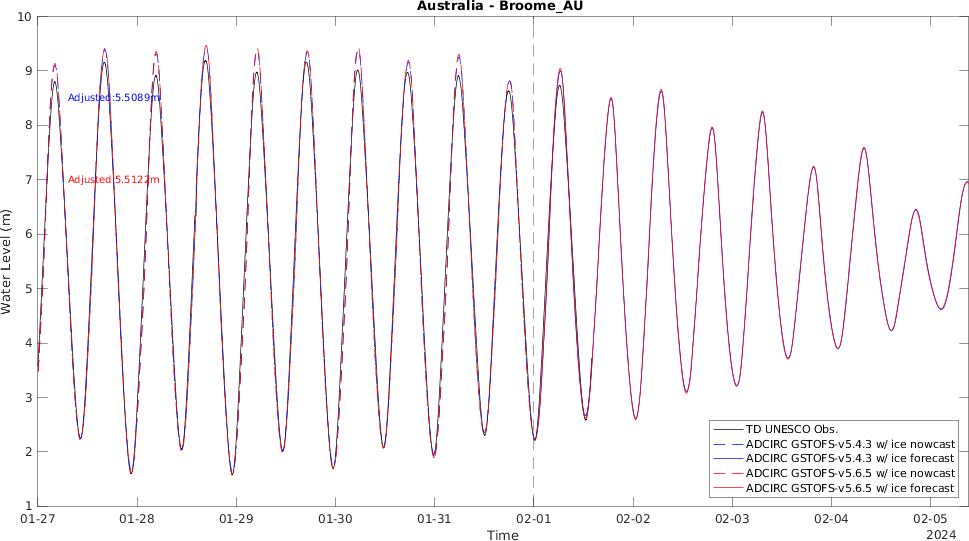 Australia - Broome_AU
Water Level (m)
10
9
8
7
6
5
4
3
2
1
Adjusted:5.5089m
Adjusted:5.5122m
TD UNESCO Obs.
ADCIRC GSTOFS-v5.4.3 w/ ice nowcast
ADCIRC GSTOFS-v5.4.3 w/ ice forecast
ADCIRC GSTOFS-v5.6.5 w/ ice nowcast
ADCIRC GSTOFS-v5.6.5 w/ ice forecast
01-27 01-28 01-29 01-30 01-31 02-01 02-02 02-03 02-04 02-05
Time
2024